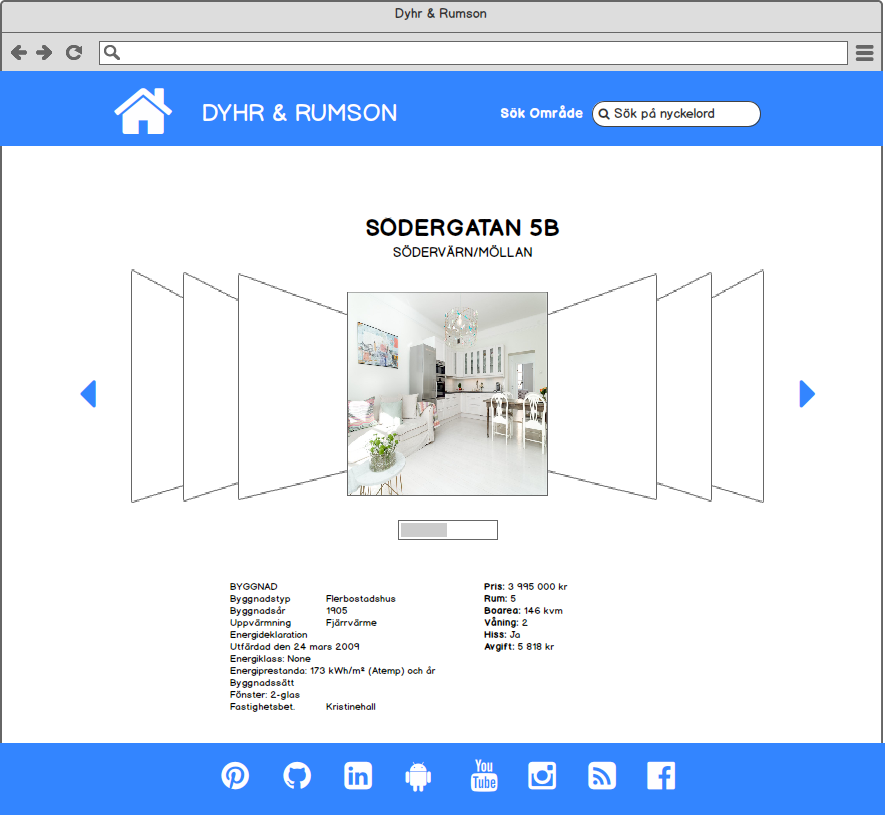 Dyhr & Rumson
DYHR & RUMSON
Sök Område
Sök på nyckelord
SÖDERGATAN 5B
SÖDERVÄRN/MÖLLAN
BYGGNAD
Byggnadstyp Flerbostadshus
Byggnadsår 1905
Uppvärmning Fjärrvärme
Energideklaration
Utfärdad den 24 mars 2009
Energiklass: None
Energiprestanda: 173 kWh/m² (Atemp) och år
Byggnadssätt
Fönster: 2-glas
Fastighetsbet. Kristinehall
Pris: 3 995 000 kr
Rum: 5
Boarea: 146 kvm
Våning: 2
Hiss: Ja
Avgift: 5 818 kr
in
You
Tube